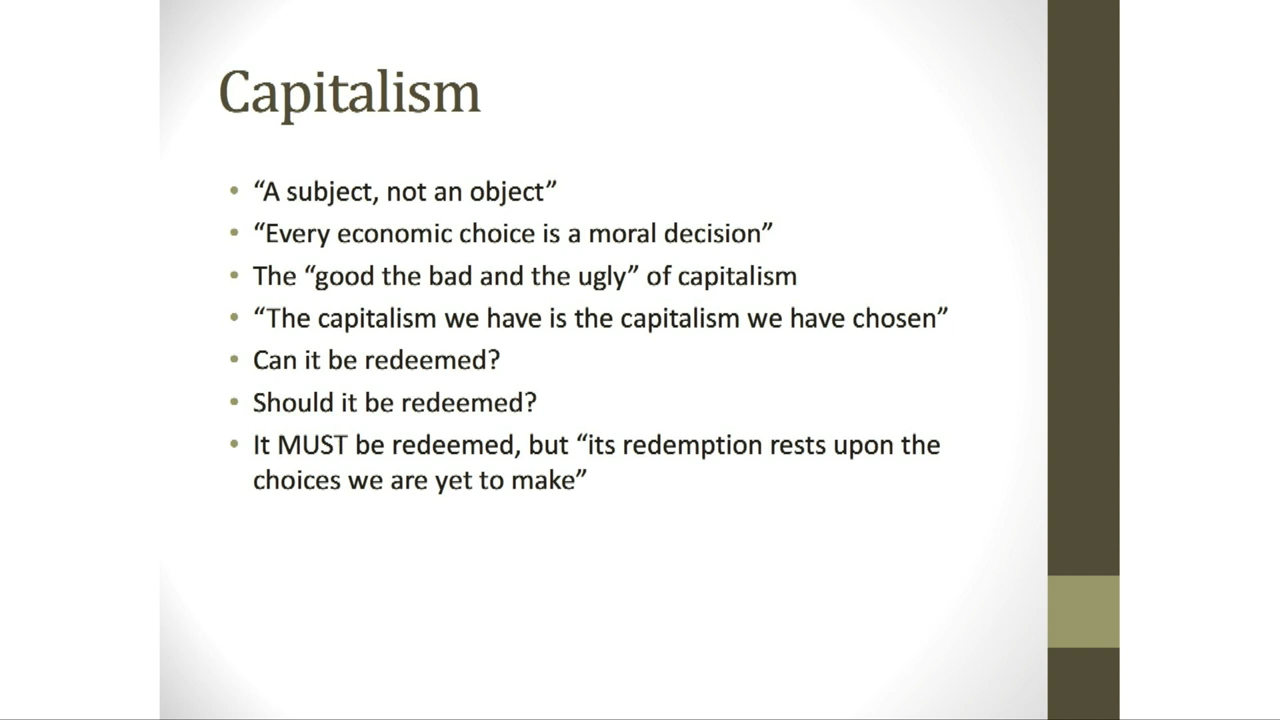 Capitalism
• “A subject, not an object”
• “Every economic choice is a moral decision”
• The “good the bad and the ugly” of capitalism
• “The capitalism we have is the capitalism we have chosen”
• Can it be redeemed?
• Should it be redeemed?
• It MUST be redeemed, but “its redemption rests upon the
choices we are yet to make”